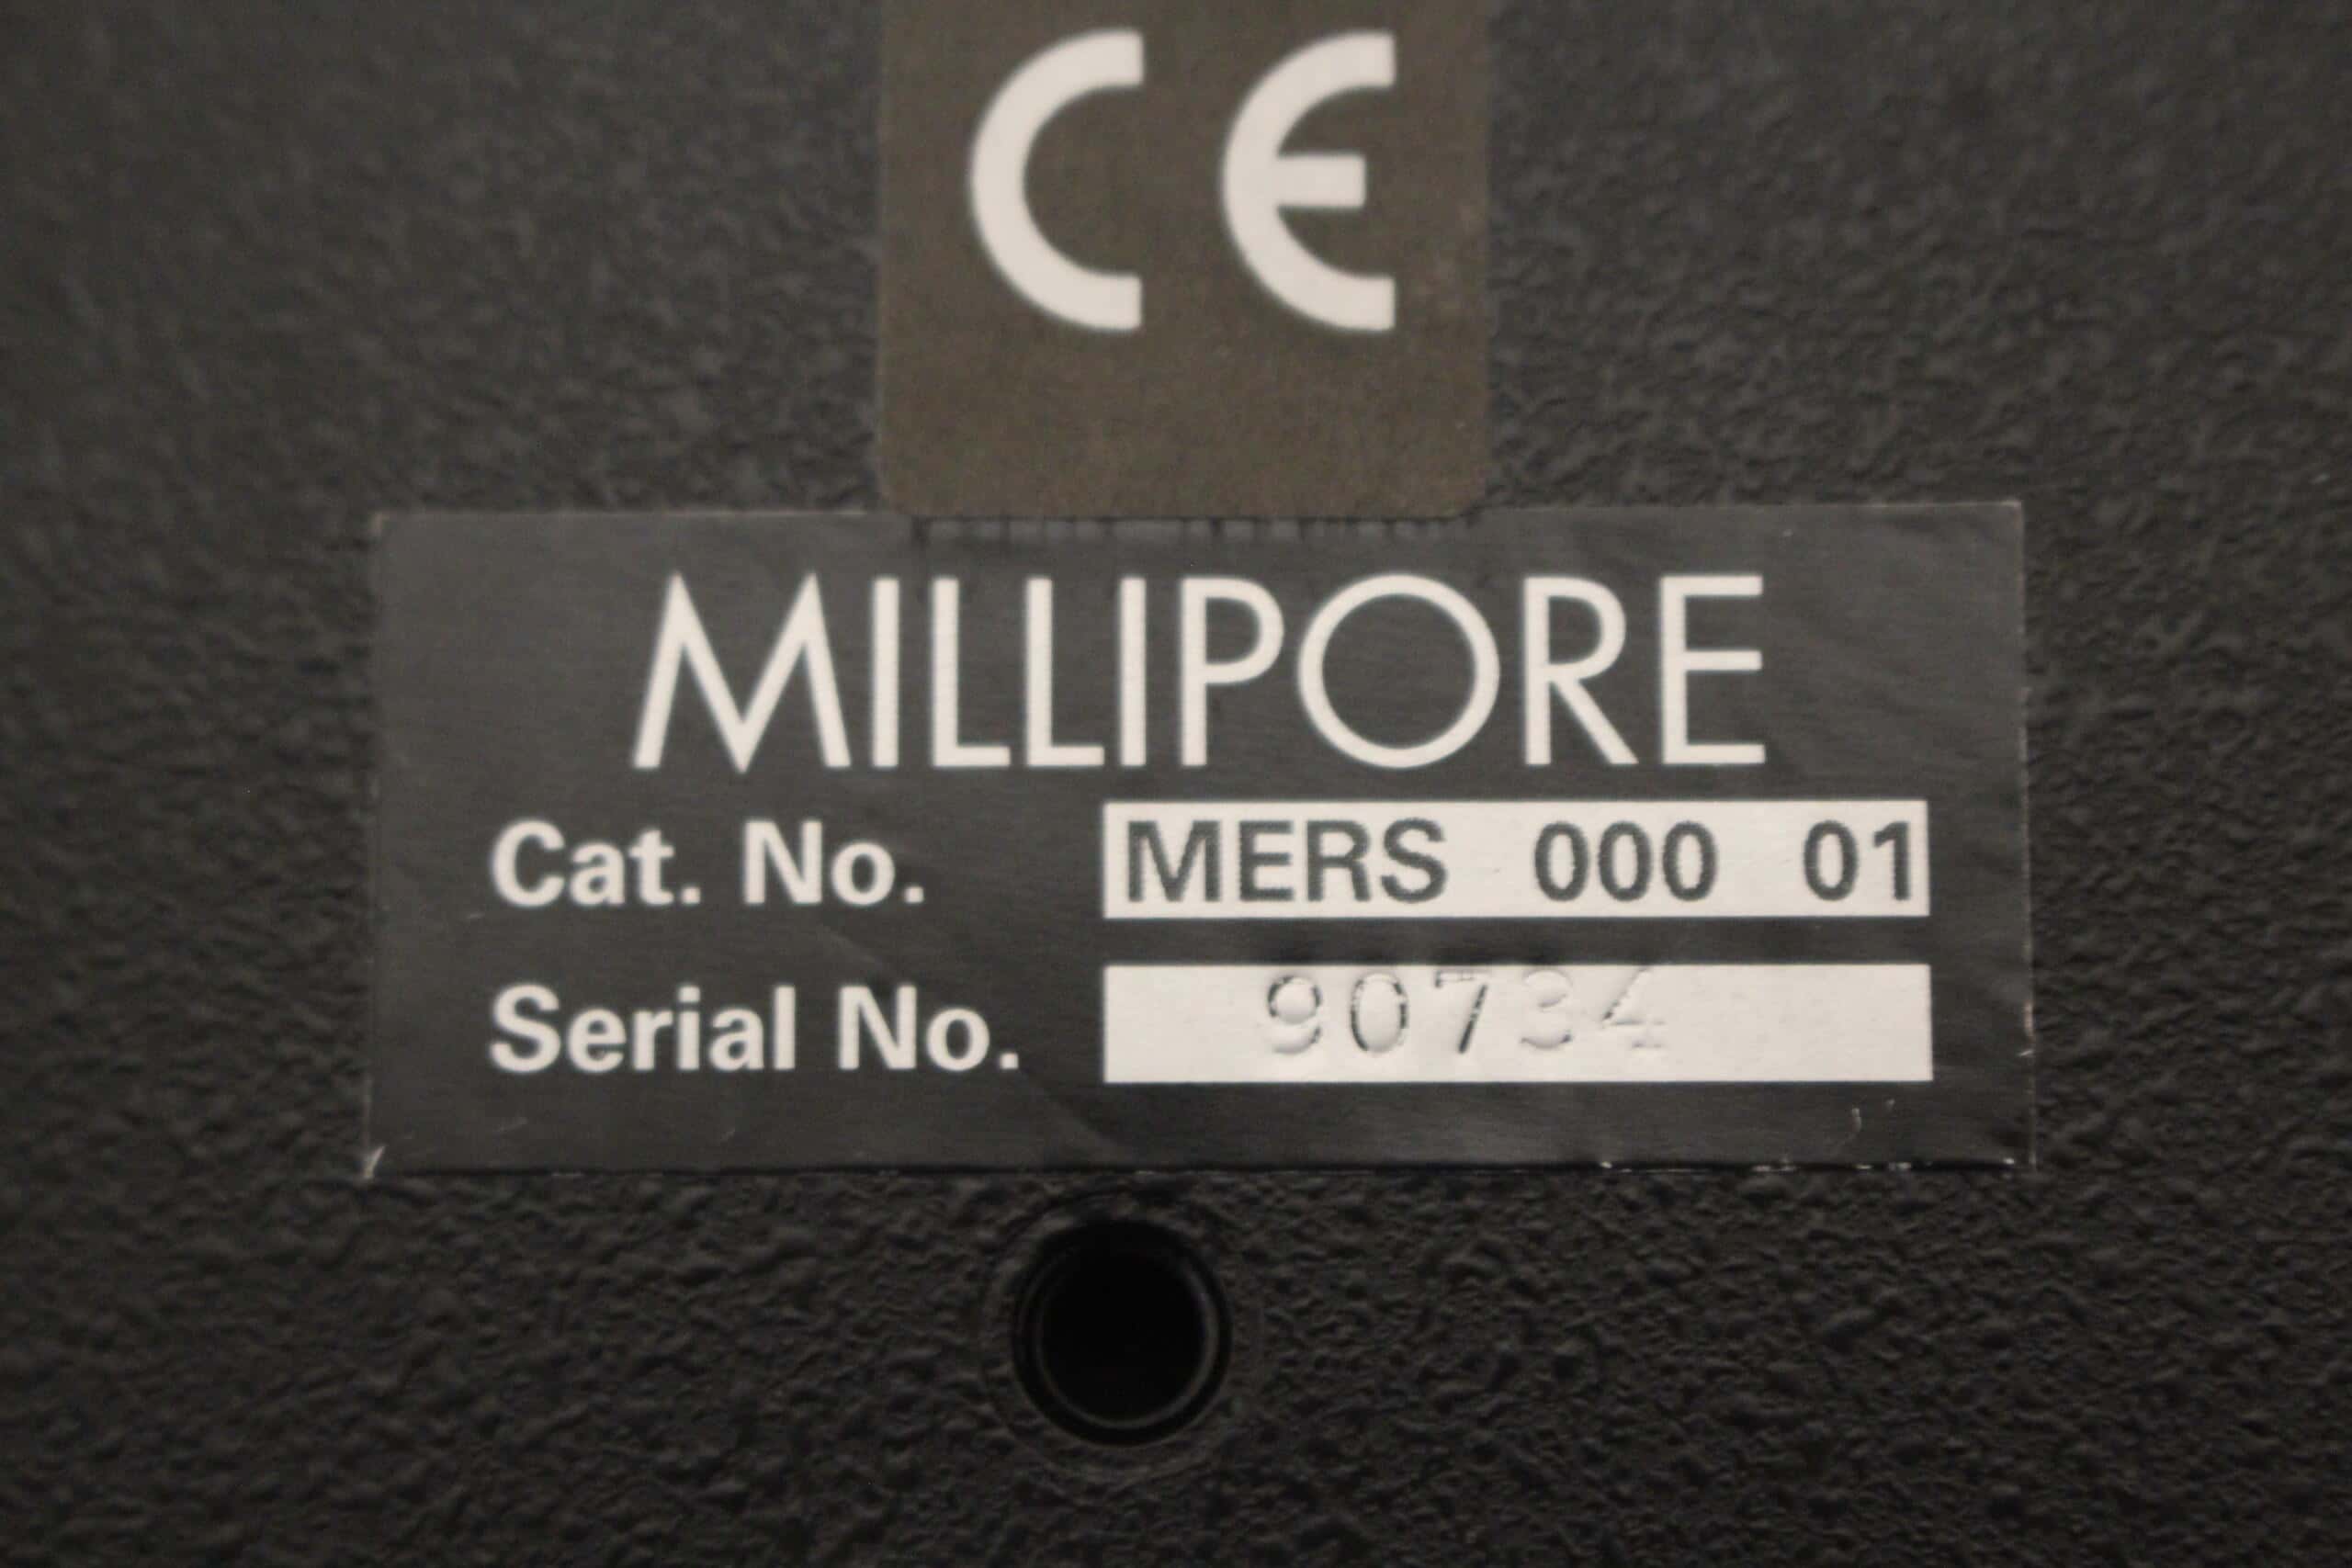 CE
MILLIPORE
Cat. No. MERS 000 01
Serial No. 90734